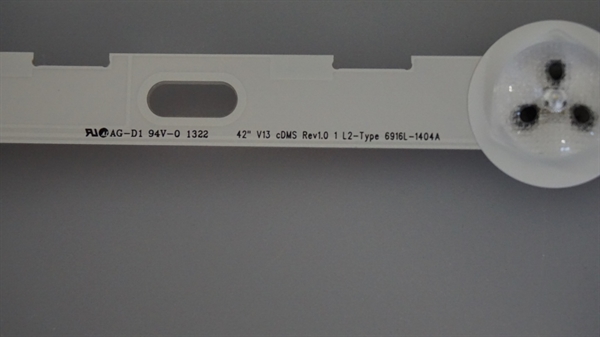 AG-D1 94V-0 1322 42" V13 cDMS Rev1.0 1 L2-Type 6916L-1404A